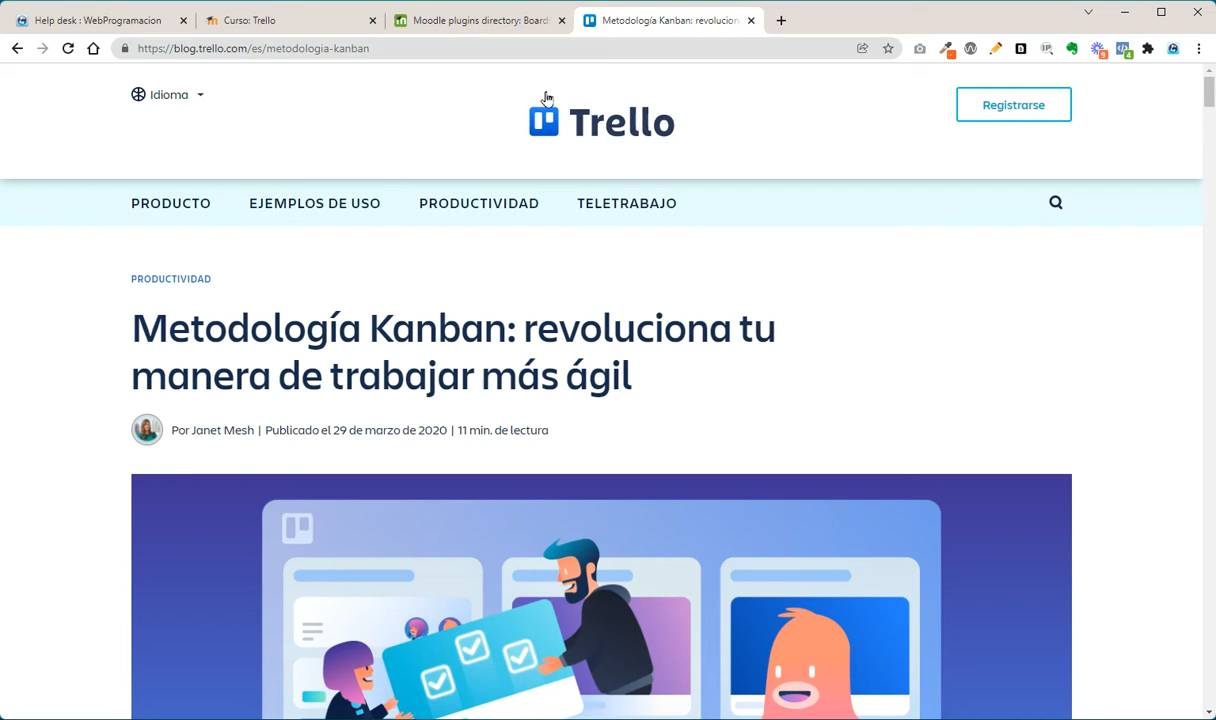 Help desk : WebProgramacion
Curso: Trello
Moodle plugins directory: Board
Metodología Kanban: revolucion
https://blog.trello.com/es/metodologia-kanban
9
4
Idioma
Trello
Registrarse
PRODUCTO
EJEMPLOS DE USO
PRODUCTIVIDAD
TELETRABAJO
PRODUCTIVIDAD
Metodología Kanban: revoluciona tu
manera de trabajar más ágil
Por Janet Mesh | Publicado el 29 de marzo de 2020 | 11 min. de lectura